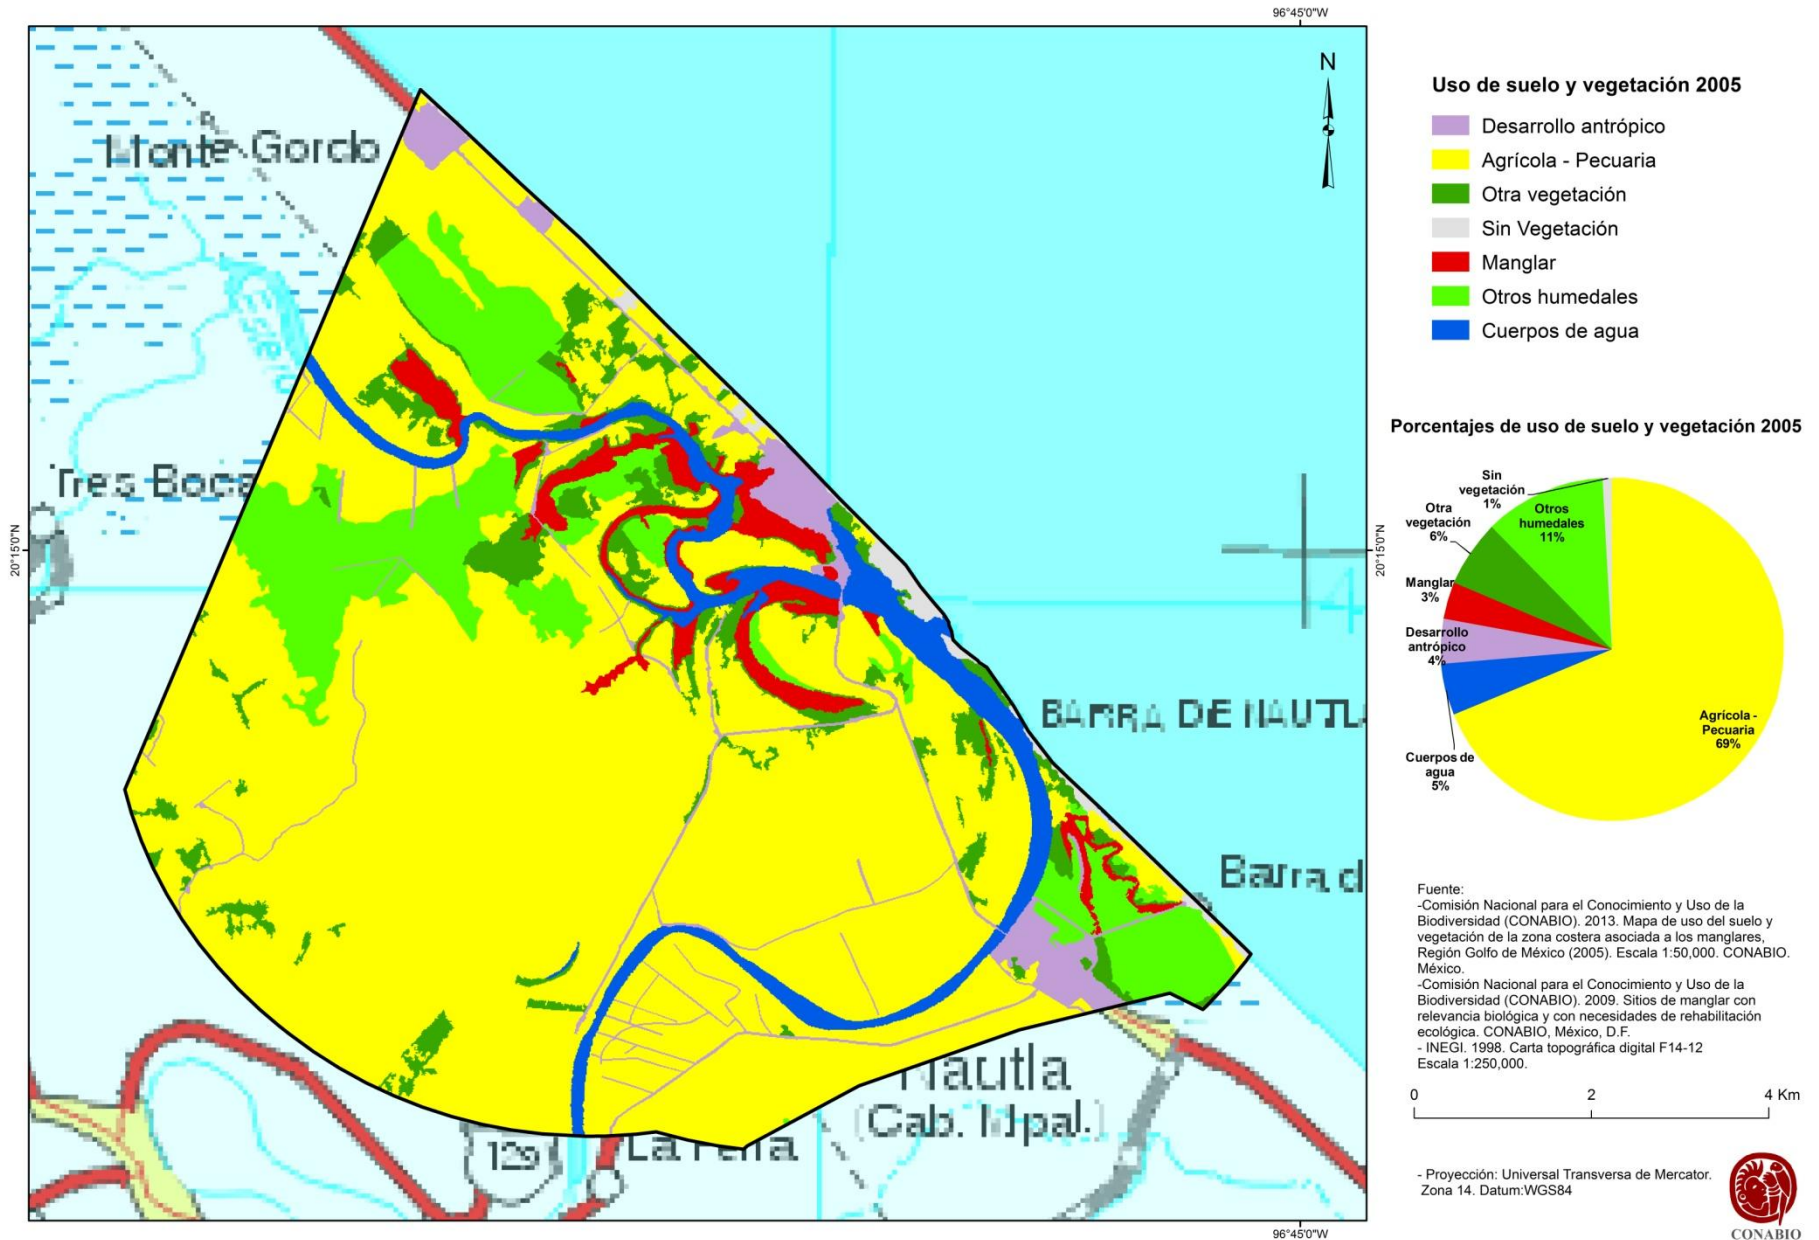 96°45'0"W
N
Monte Gordo
Estero
Tres Boca
20°15'0"N
20°15'0"N
4
BARRA DE NAUTLA
Barra d
Nautla
(Cab. Mpal.)
129
96°45'0"W
Uso de suelo y vegetación 2005
Desarrollo antrópico
Agrícola - Pecuaria
Otra vegetación
Sin Vegetación
Manglar
Otros humedales
Cuerpos de agua
Porcentajes de uso de suelo y vegetación 2005
Sin
vegetación
1%
Otros
humedales
11%
Otra
vegetación
6%
Manglar
3%
Desarrollo
antrópico
4%
Cuerpos de
agua
5%
Agrícola -
Pecuaria
69%
Fuente:
-Comisión Nacional para el Conocimiento y Uso de la
Biodiversidad (CONABIO). 2013. Mapa de uso del suelo y
vegetación de la zona costera asociada a los manglares,
Región Golfo de México (2005). Escala 1:50,000. CONABIO.
México.
-Comisión Nacional para el Conocimiento y Uso de la
Biodiversidad (CONABIO). 2009. Sitios de manglar con
relevancia biológica y con necesidades de rehabilitación
ecológica. CONABIO, México, D.F.
- INEGI. 1998. Carta topográfica digital F14-12
Escala 1:250,000.
0 2 4 Km
- Proyección: Universal Transversa de Mercator.
Zona 14. Datum:WGS84
CONABIO